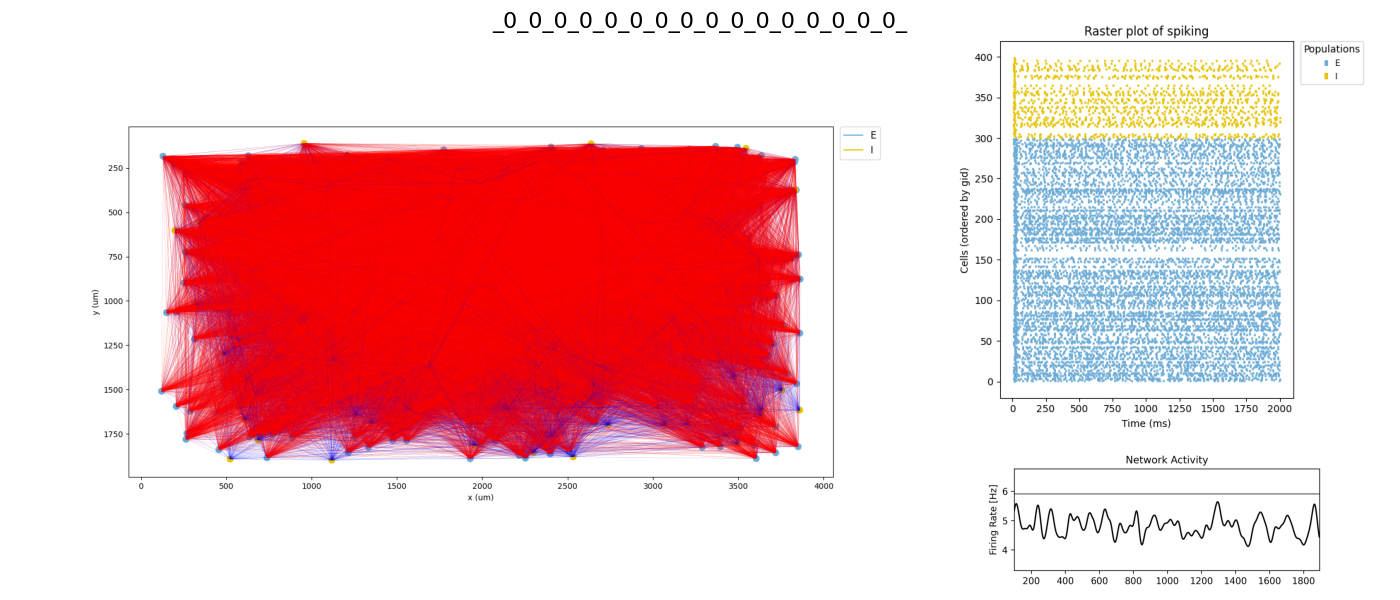 _0_0_0_0_0_0_0_0_0_0_0_0_0_0_0_0_
E
I
250
500
750
1000
1250
1500
1750
y (um)
0 500 1000 1500 2000 2500 3000 3500 4000
x (um)
Raster plot of spiking
Populations
E
I
400
350
300
250
200
150
100
50
0
Cells (ordered by gid)
0 250 500 750 1000 1250 1500 1750 2000
Time (ms)
Network Activity
6
5
4
Firing Rate [Hz]
200 400 600 800 1000 1200 1400 1600 1800